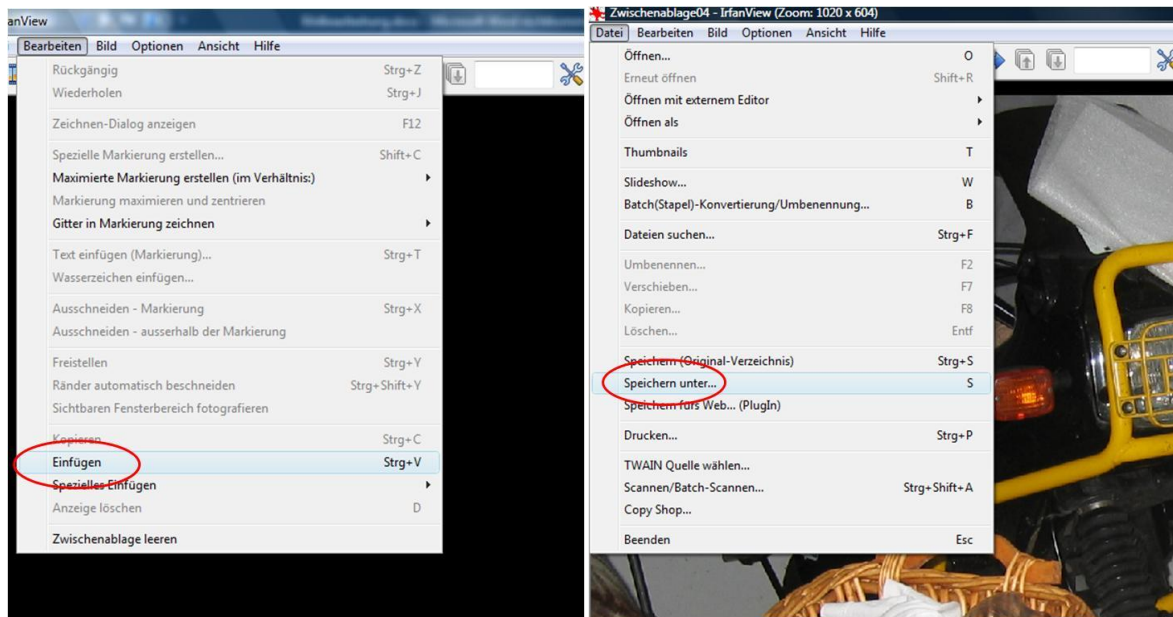 anView
Bearbeiten Bild Optionen Ansicht Hilfe
Rückgängig Strg+Z
Wiederholen Strg+J
Zeichnen-Dialog anzeigen F12
Spezielle Markierung erstellen... Shift+C
Maximierte Markierung erstellen (im Verhältnis:)
Markierung maximieren und zentrieren
Gitter in Markierung zeichnen
Text einfügen (Markierung)... Strg+T
Wasserzeichen einfügen...
Ausschneiden - Markierung Strg+X
Ausschneiden - ausserhalb der Markierung
Freistellen Strg+Y
Ränder automatisch beschneiden Strg+Shift+Y
Sichtbaren Fensterbereich fotografieren
Kopieren Strg+C
Einfügen Strg+V
Spezielles Einfügen
Anzeige löschen D
Zwischenablage leeren
Zwischenablage04 - IrfanView (Zoom: 1020 x 604)
Datei Bearbeiten Bild Optionen Ansicht Hilfe
Öffnen... O
Erneut öffnen Shift+R
Öffnen mit externem Editor
Öffnen als
Thumbnails T
Slideshow... W
Batch(Stapel)-Konvertierung/Umbenennung... B
Dateien suchen... Strg+F
Umbenennen... F2
Verschieben... F7
Kopieren... F8
Löschen... Entf
Speichern (Original-Verzeichnis) Strg+S
Speichern unter... S
Speichern fürs Web... (PlugIn)
Drucken... Strg+P
TWAIN Quelle wählen...
Scannen/Batch-Scannen... Strg+Shift+A
Copy Shop...
Beenden Esc